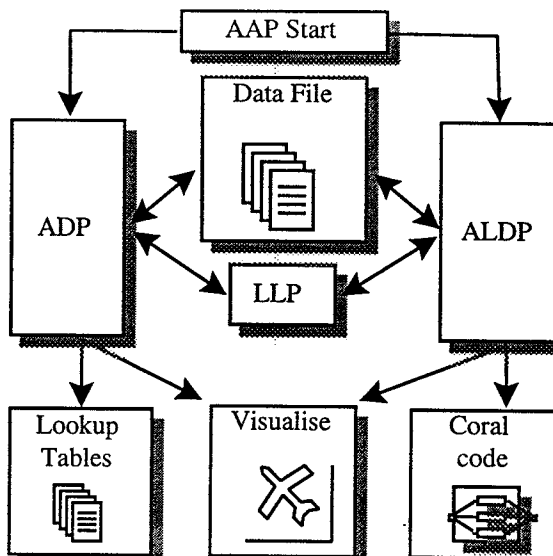 AAP Start
Data File
ADP
ALDP
LLP
Lookup
Tables
Visualise
Coral
code